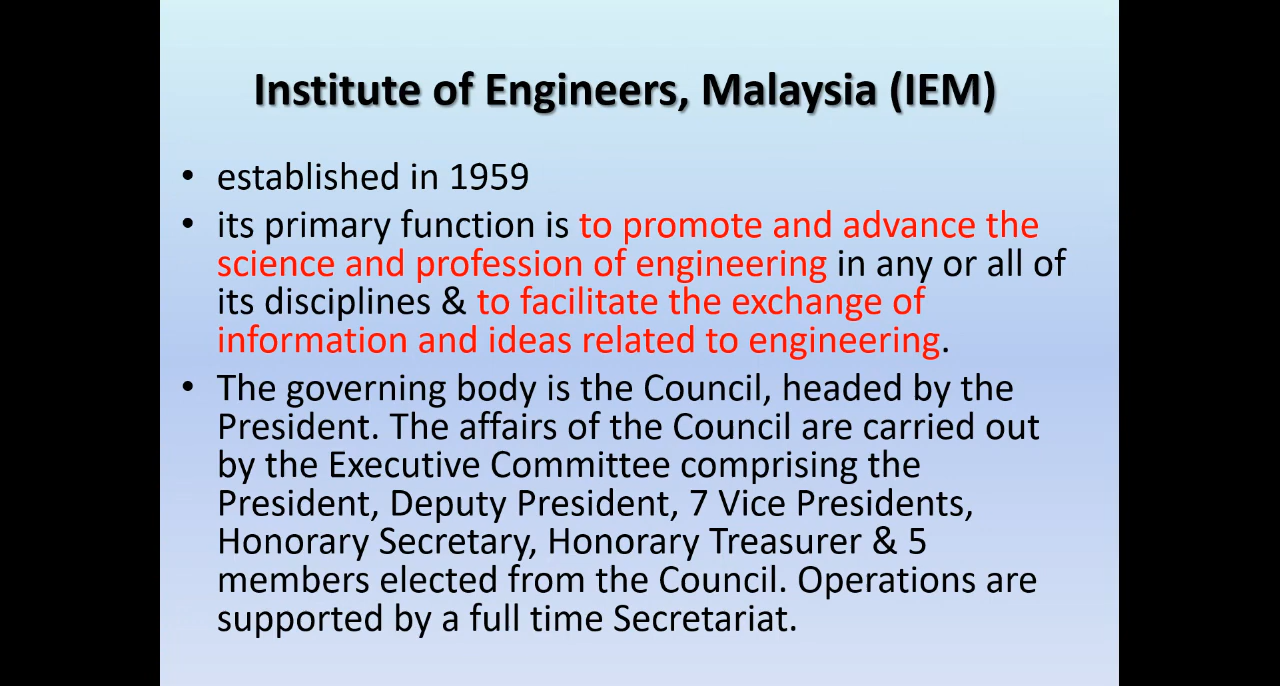 Institute of Engineers, Malaysia (IEM)
• established in 1959
• its primary function is to promote and advance the
science and profession of engineering in any or all of
its disciplines & to facilitate the exchange of
information and ideas related to engineering.
• The governing body is the Council, headed by the
President. The affairs of the Council are carried out
by the Executive Committee comprising the
President, Deputy President, 7 Vice Presidents,
Honorary Secretary, Honorary Treasurer & 5
members elected from the Council. Operations are
supported by a full time Secretariat.